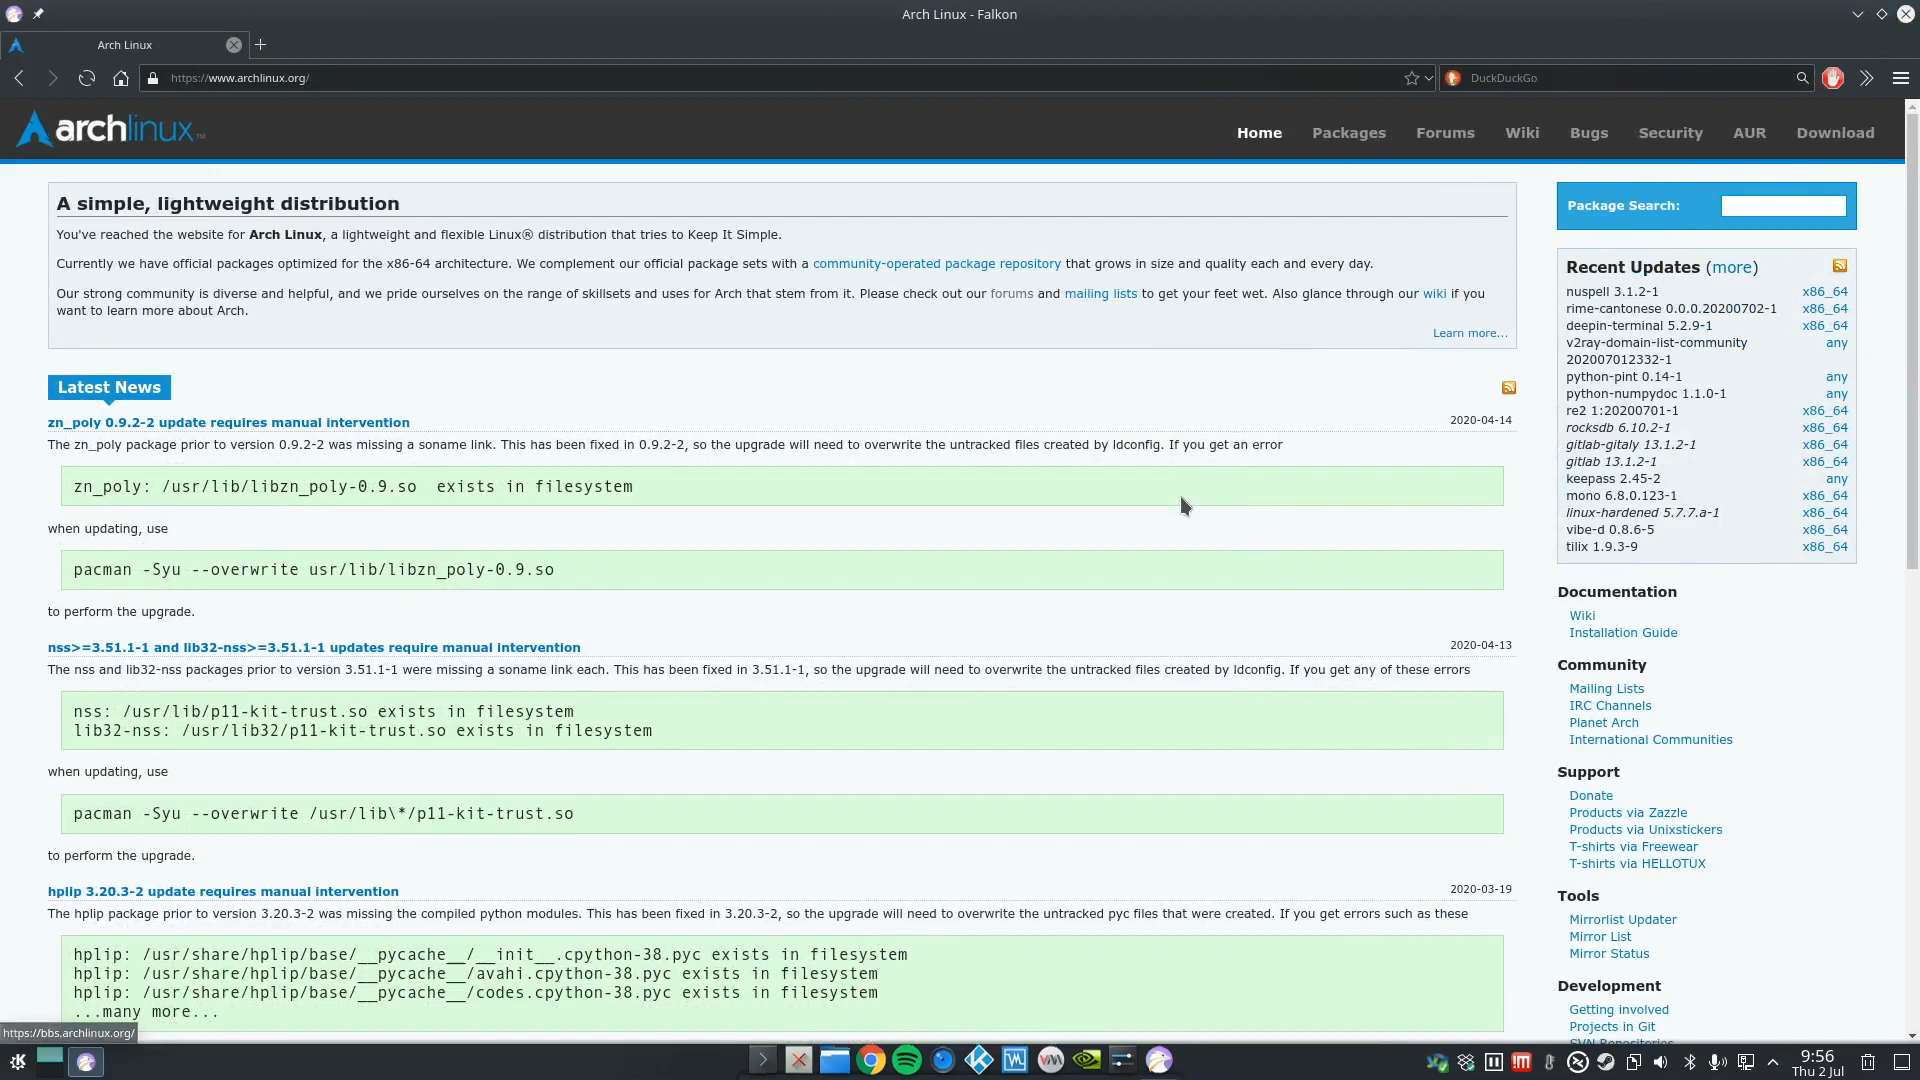 Arch Linux - Falkon
Arch Linux
https://www.archlinux.org/
DuckDuckGo
archlinux™
Home Packages Forums Wiki Bugs Security AUR Download
A simple, lightweight distribution
You've reached the website for Arch Linux, a lightweight and flexible Linux® distribution that tries to Keep It Simple.
Currently we have official packages optimized for the x86-64 architecture. We complement our official package sets with a community-operated package repository that grows in size and quality each and every day.
Our strong community is diverse and helpful, and we pride ourselves on the range of skillsets and uses for Arch that stem from it. Please check out our forums and mailing lists to get your feet wet. Also glance through our wiki if you
want to learn more about Arch.
Learn more...
Latest News
zn_poly 0.9.2-2 update requires manual intervention 2020-04-14
The zn_poly package prior to version 0.9.2-2 was missing a soname link. This has been fixed in 0.9.2-2, so the upgrade will need to overwrite the untracked files created by ldconfig. If you get an error
zn_poly: /usr/lib/libzn_poly-0.9.so  exists in filesystem
when updating, use
pacman -Syu --overwrite usr/lib/libzn_poly-0.9.so
to perform the upgrade.
nss>=3.51.1-1 and lib32-nss>=3.51.1-1 updates require manual intervention 2020-04-13
The nss and lib32-nss packages prior to version 3.51.1-1 were missing a soname link each. This has been fixed in 3.51.1-1, so the upgrade will need to overwrite the untracked files created by ldconfig. If you get any of these errors
nss: /usr/lib/p11-kit-trust.so exists in filesystem
lib32-nss: /usr/lib32/p11-kit-trust.so exists in filesystem
when updating, use
pacman -Syu --overwrite /usr/lib\*/p11-kit-trust.so
to perform the upgrade.
hplip 3.20.3-2 update requires manual intervention 2020-03-19
The hplip package prior to version 3.20.3-2 was missing the compiled python modules. This has been fixed in 3.20.3-2, so the upgrade will need to overwrite the untracked pyc files that were created. If you get errors such as these
hplip: /usr/share/hplip/base/__pycache__/__init__.cpython-38.pyc exists in filesystem
hplip: /usr/share/hplip/base/__pycache__/avahi.cpython-38.pyc exists in filesystem
hplip: /usr/share/hplip/base/__pycache__/codes.cpython-38.pyc exists in filesystem
...many more...
Package Search:
Recent Updates (more)
nuspell 3.1.2-1 x86_64
rime-cantonese 0.0.0.20200702-1 x86_64
deepin-terminal 5.2.9-1 x86_64
v2ray-domain-list-community any
202007012332-1
python-pint 0.14-1 any
python-numpydoc 1.1.0-1 any
re2 1:20200701-1 x86_64
rocksdb 6.10.2-1 x86_64
gitlab-gitaly 13.1.2-1 x86_64
gitlab 13.1.2-1 x86_64
keepass 2.45-2 any
mono 6.8.0.123-1 x86_64
linux-hardened 5.7.7.a-1 x86_64
vibe-d 0.8.6-5 x86_64
tilix 1.9.3-9 x86_64
Documentation
Wiki
Installation Guide
Community
Mailing Lists
IRC Channels
Planet Arch
International Communities
Support
Donate
Products via Zazzle
Products via Unixstickers
T-shirts via Freewear
T-shirts via HELLOTUX
Tools
Mirrorlist Updater
Mirror List
Mirror Status
Development
Getting involved
Projects in Git
SVN Repositories
https://bbs.archlinux.org/
9:56
Thu 2 Jul